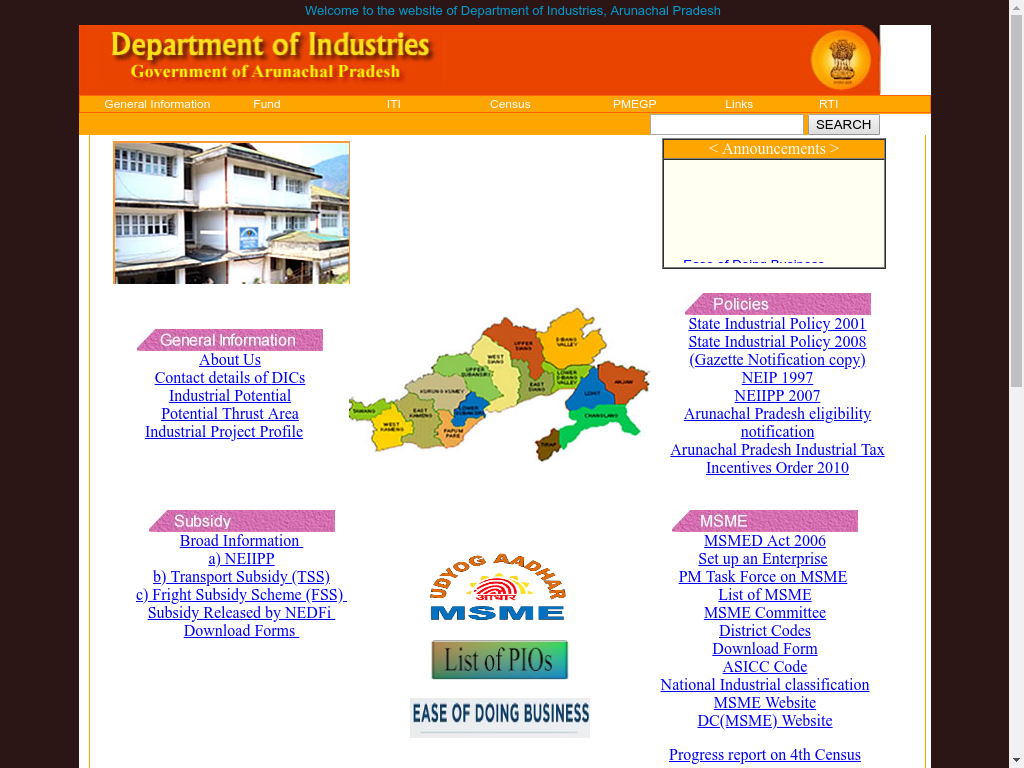 Welcome to the website of Department of Industries, Arunachal Pradesh
Department of Industries
Government of Arunachal Pradesh
General Information Fund ITI Census PMEGP Links RTI
SEARCH
< Announcements >
Ease of Doing Business
General Information
About Us
Contact details of DICs
Industrial Potential
Potential Thrust Area
Industrial Project Profile
TAWANG
WEST KAMENG
EAST KAMENG
PAPUM PARE
KURUNG KUMEY
LOWER SUBANSIRI
UPPER SUBANSIRI
WEST SIANG
UPPER SIANG
EAST SIANG
DIBANG VALLEY
LOWER DIBANG VALLEY
LOHIT
ANJAW
CHANGLANG
TIRAP
Policies
State Industrial Policy 2001
State Industrial Policy 2008
(Gazette Notification copy)
NEIP 1997
NEIIPP 2007
Arunachal Pradesh eligibility
notification
Arunachal Pradesh Industrial Tax
Incentives Order 2010
Subsidy
Broad Information
a) NEIIPP
b) Transport Subsidy (TSS)
c) Fright Subsidy Scheme (FSS)
Subsidy Released by NEDFi
Download Forms
UDYOG AADHAR
आधार
MSME
List of PIOs
EASE OF DOING BUSINESS
MSME
MSMED Act 2006
Set up an Enterprise
PM Task Force on MSME
List of MSME
MSME Committee
District Codes
Download Form
ASICC Code
National Industrial classification
MSME Website
DC(MSME) Website
Progress report on 4th Census